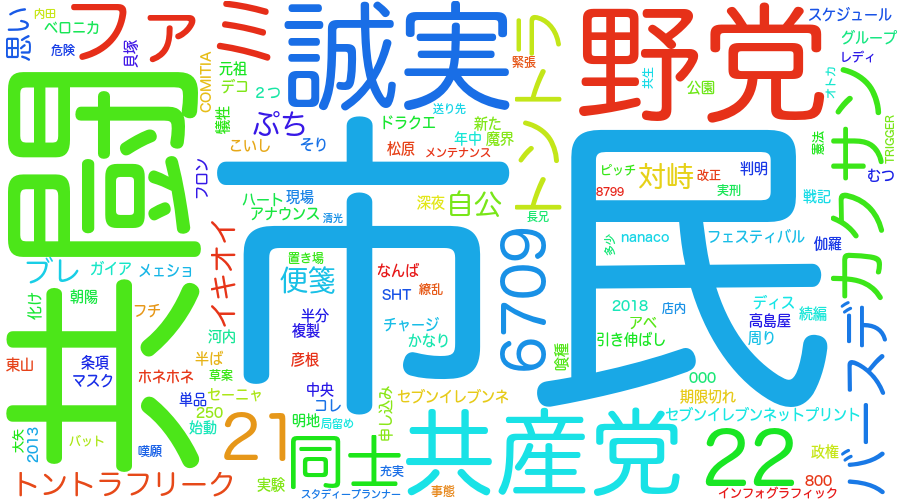 内田
思い
ベロニカ
ファミ
危険
貝塚
COMITIA
元祖
デコ
2つ
犠牲
誠実
トントラ
緊張
野党
スケジュール
グループ
レディ
オトカ
共生
公園
送り先
共闘
ぷち
こいし
そり
ドラクエ
新た
年中
魔界
松原
メンテナンス
市民
カクサン
TRIGGER
憲法
むつ
フロン
ハート
現場
アナウンス
清光
深夜
自公
長兄
ピッチ
対峙
改正
判明
8799
実刑
戦記
多少
nanaco
フェスティバル
伽羅
イキオイ
ブレ
ガイア
メェショ
置き場
便箋
なんば
SHT
繚乱
6709
化け
朝陽
フチ
半分
複製
河内
チャージ
かなり
2018
店内
ディス
続編
アベ
高島屋
引き伸ばし
周り
喰種
東山
条項
マスク
ホネホネ
半ば
草案
彦根
バースデ
セーニャ
単品
250
始動
中央
コレ
明地
局留め
申し込み
セブンイレブンネ
000
期限切れ
セブンイレブンネットプリント
大矢
2013
バット
嘆願
21
同士
共産党
22
政権
トントラフリーク
実験
充実
スタディープランナー
事態
800
インフォグラフィック